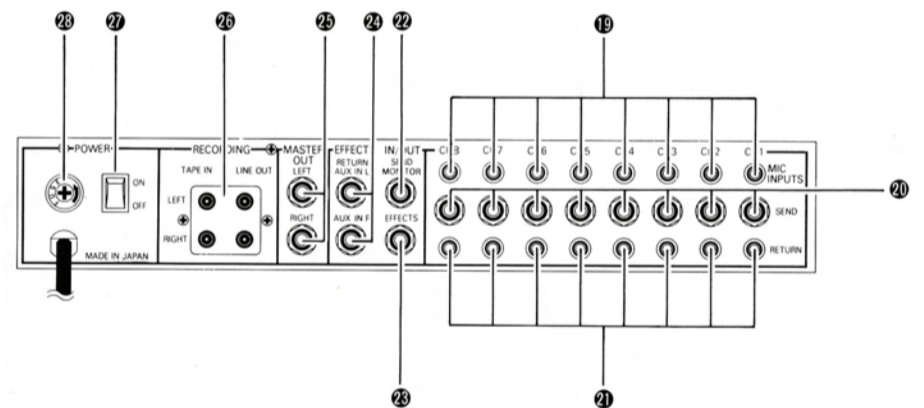 28 27 26 25 24 22 19
POWER RECORDING MASTER OUT EFFECT IN/OUT CH 8 CH 7 CH 6 CH 5 CH 4 CH 3 CH 2 CH 1
TAPE IN LINE OUT LEFT RETURN AUX IN L SEND MONITOR MIC INPUTS
ON
OFF
LEFT
RIGHT
RIGHT AUX IN R EFFECTS SEND 20
MADE IN JAPAN RETURN
23 21